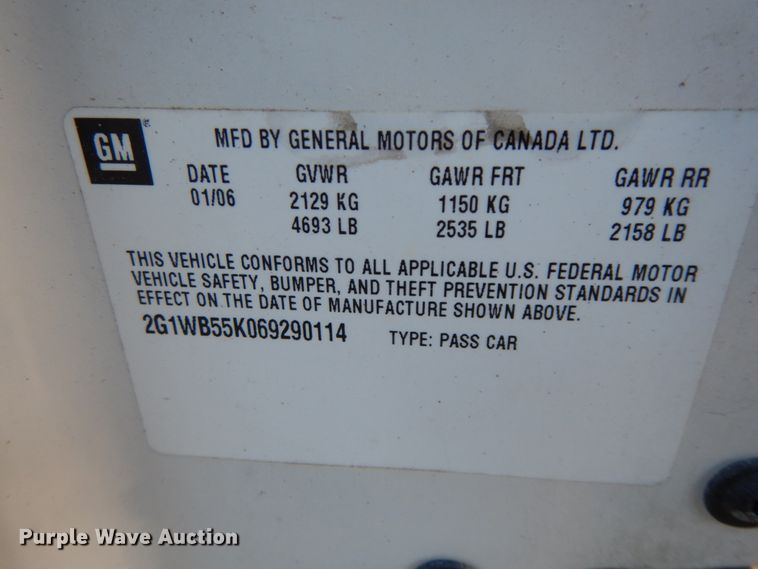 GM
MFD BY GENERAL MOTORS OF CANADA LTD.
DATE GVWR GAWR FRT GAWR RR
01/06 2129 KG 1150 KG 979 KG
4693 LB 2535 LB 2158 LB
THIS VEHICLE CONFORMS TO ALL APPLICABLE U.S. FEDERAL MOTOR
VEHICLE SAFETY, BUMPER, AND THEFT PREVENTION STANDARDS IN
EFFECT ON THE DATE OF MANUFACTURE SHOWN ABOVE.
2G1WB55K069290114 TYPE: PASS CAR
Purple Wave Auction